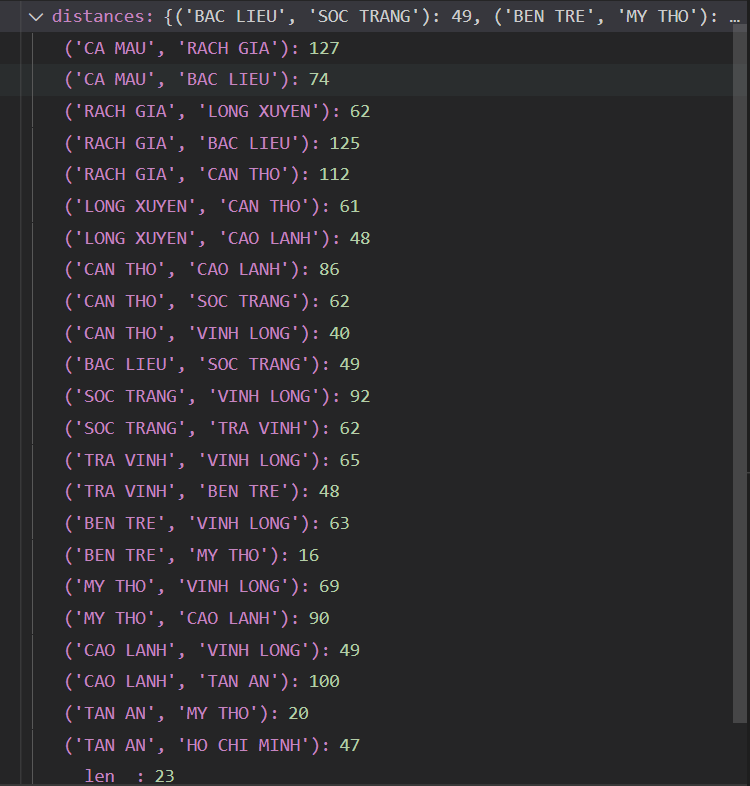 distances: {('BAC LIEU', 'SOC TRANG'): 49, ('BEN TRE', 'MY THO'): …
('CA MAU', 'RACH GIA'): 127
('CA MAU', 'BAC LIEU'): 74
('RACH GIA', 'LONG XUYEN'): 62
('RACH GIA', 'BAC LIEU'): 125
('RACH GIA', 'CAN THO'): 112
('LONG XUYEN', 'CAN THO'): 61
('LONG XUYEN', 'CAO LANH'): 48
('CAN THO', 'CAO LANH'): 86
('CAN THO', 'SOC TRANG'): 62
('CAN THO', 'VINH LONG'): 40
('BAC LIEU', 'SOC TRANG'): 49
('SOC TRANG', 'VINH LONG'): 92
('SOC TRANG', 'TRA VINH'): 62
('TRA VINH', 'VINH LONG'): 65
('TRA VINH', 'BEN TRE'): 48
('BEN TRE', 'VINH LONG'): 63
('BEN TRE', 'MY THO'): 16
('MY THO', 'VINH LONG'): 69
('MY THO', 'CAO LANH'): 90
('CAO LANH', 'VINH LONG'): 49
('CAO LANH', 'TAN AN'): 100
('TAN AN', 'MY THO'): 20
('TAN AN', 'HO CHI MINH'): 47
len : 23